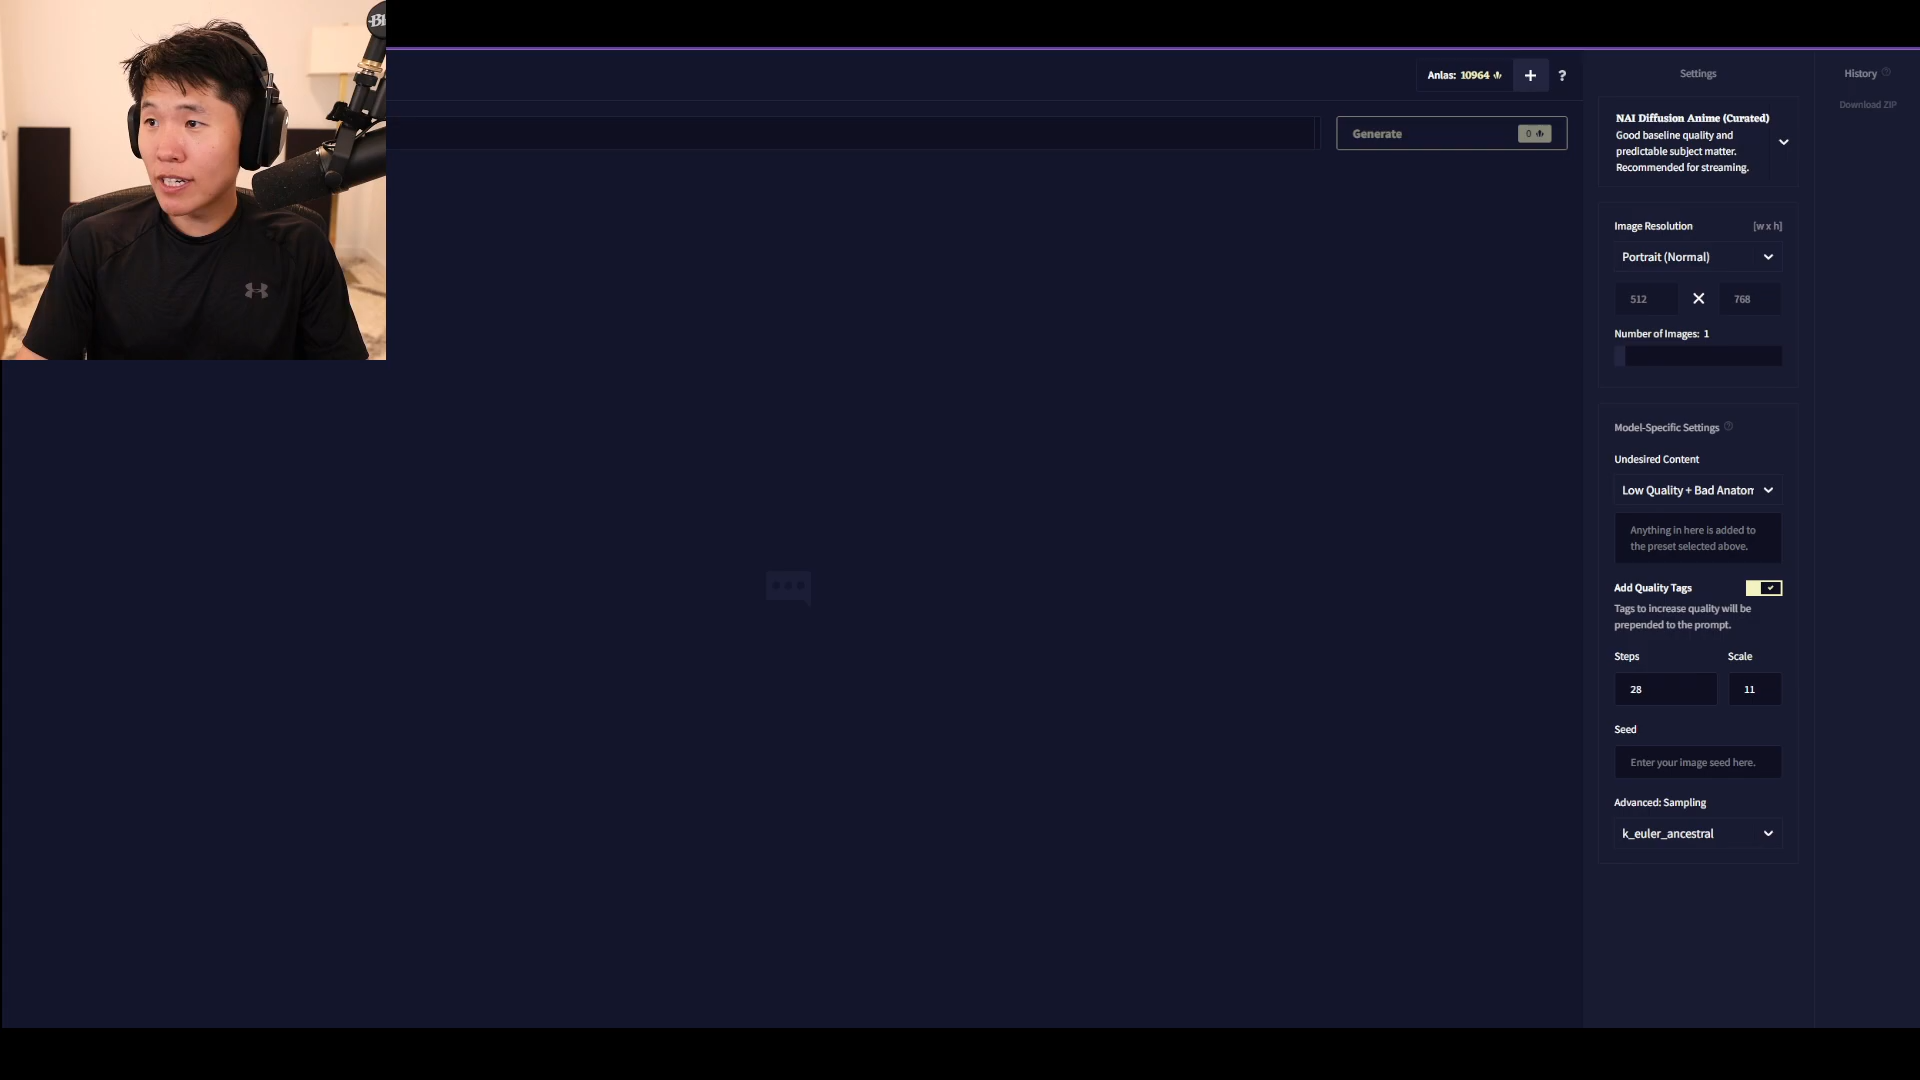 Bl
Anlas: 10964
+
?
Generate
0
Settings
NAI Diffusion Anime (Curated)
Good baseline quality and
predictable subject matter.
Recommended for streaming.
Image Resolution [w x h]
Portrait (Normal)
512 X 768
Number of Images: 1
Model-Specific Settings
Undesired Content
Low Quality + Bad Anaton
Anything in here is added to
the preset selected above.
Add Quality Tags
Tags to increase quality will be
prepended to the prompt.
Steps Scale
28 11
Seed
Enter your image seed here.
Advanced: Sampling
k_euler_ancestral
History
Download ZIP